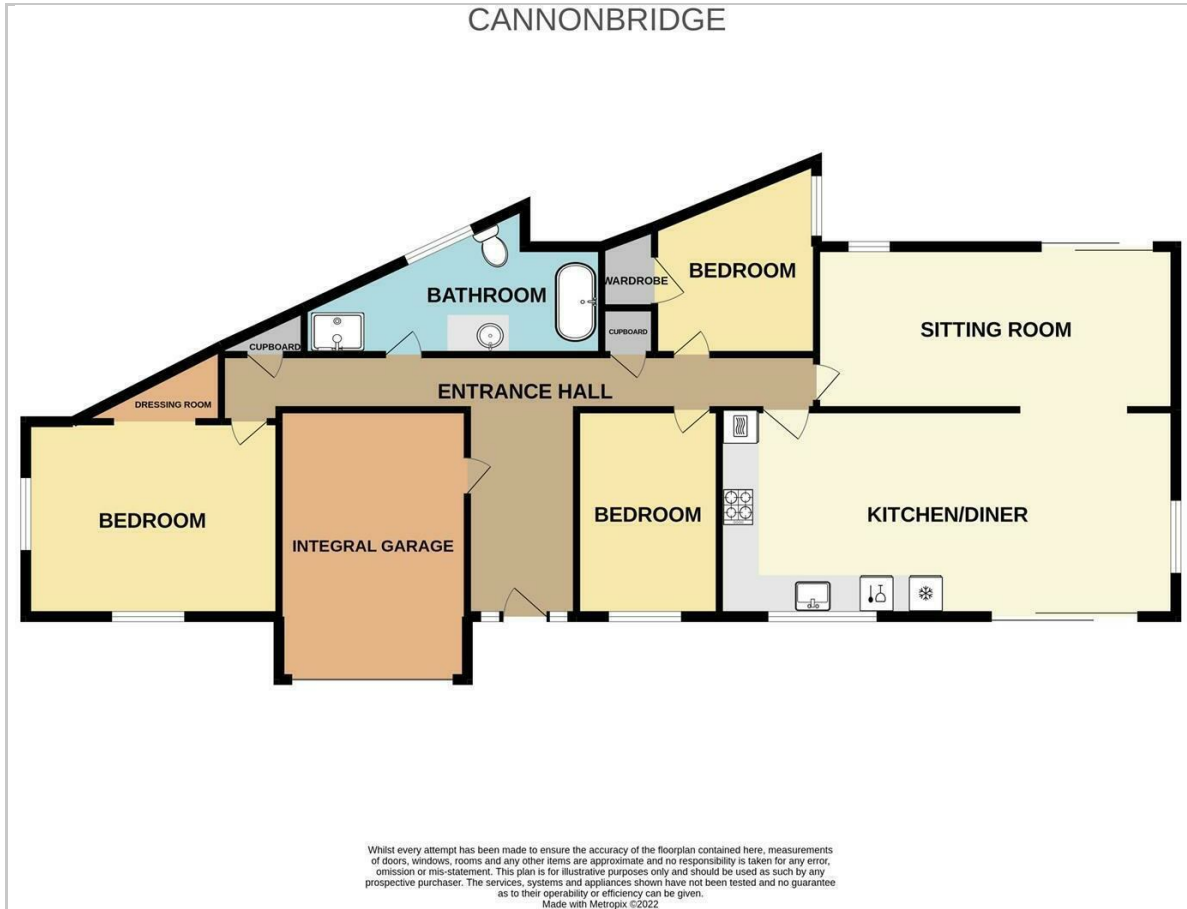 CANNONBRIDGE
BEDROOM
WARDROBE
BATHROOM
SITTING ROOM
CUPBOARD
CUPBOARD
ENTRANCE HALL
DRESSING ROOM
BEDROOM
INTEGRAL GARAGE
BEDROOM
KITCHEN/DINER
Whilst every attempt has been made to ensure the accuracy of the floorplan contained here, measurements
of doors, windows, rooms and any other items are approximate and no responsibility is taken for any error,
omission or mis-statement. This plan is for illustrative purposes only and should be used as such by any
prospective purchaser. The services, systems and appliances shown have not been tested and no guarantee
as to their operability or efficiency can be given.
Made with Metropix ©2022